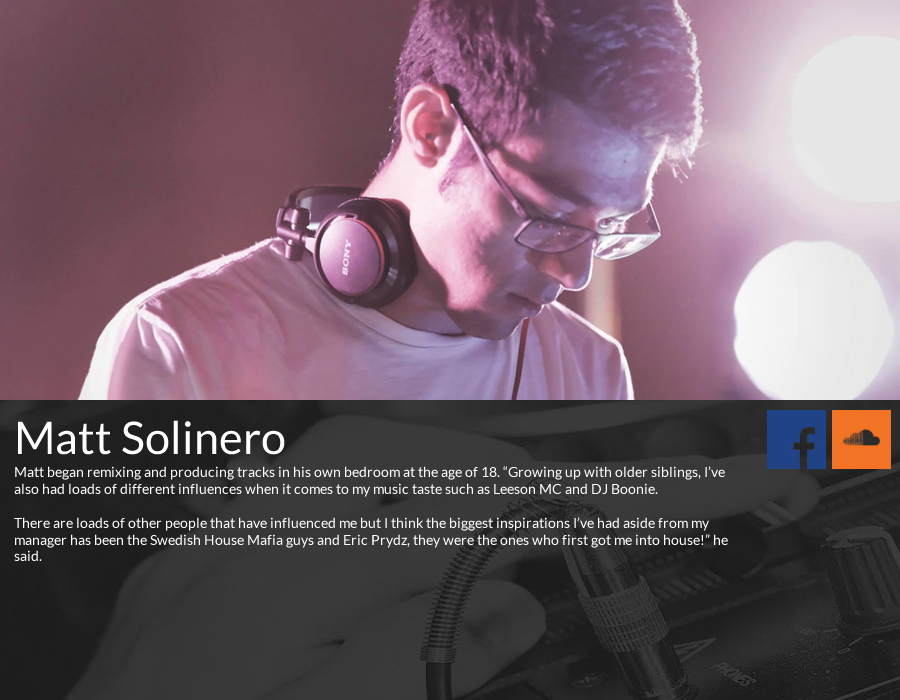 SONY
Matt Solinero
Matt began remixing and producing tracks in his own bedroom at the age of 18. “Growing up with older siblings, I’ve
also had loads of different influences when it comes to my music taste such as Leeson MC and DJ Boonie.
There are loads of other people that have influenced me but I think the biggest inspirations I’ve had aside from my
manager has been the Swedish House Mafia guys and Eric Prydz, they were the ones who first got me into house!” he
said.
PHONES